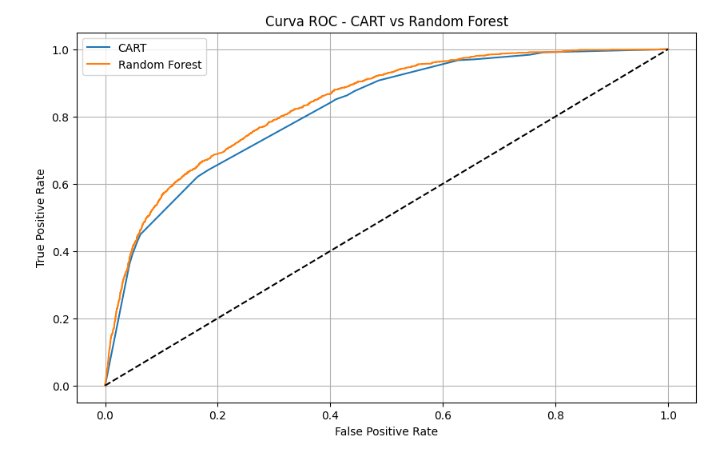 Curva ROC - CART vs Random Forest
CART
Random Forest
1.0
0.8
0.6
0.4
0.2
0.0
True Positive Rate
0.0 0.2 0.4 0.6 0.8 1.0
False Positive Rate